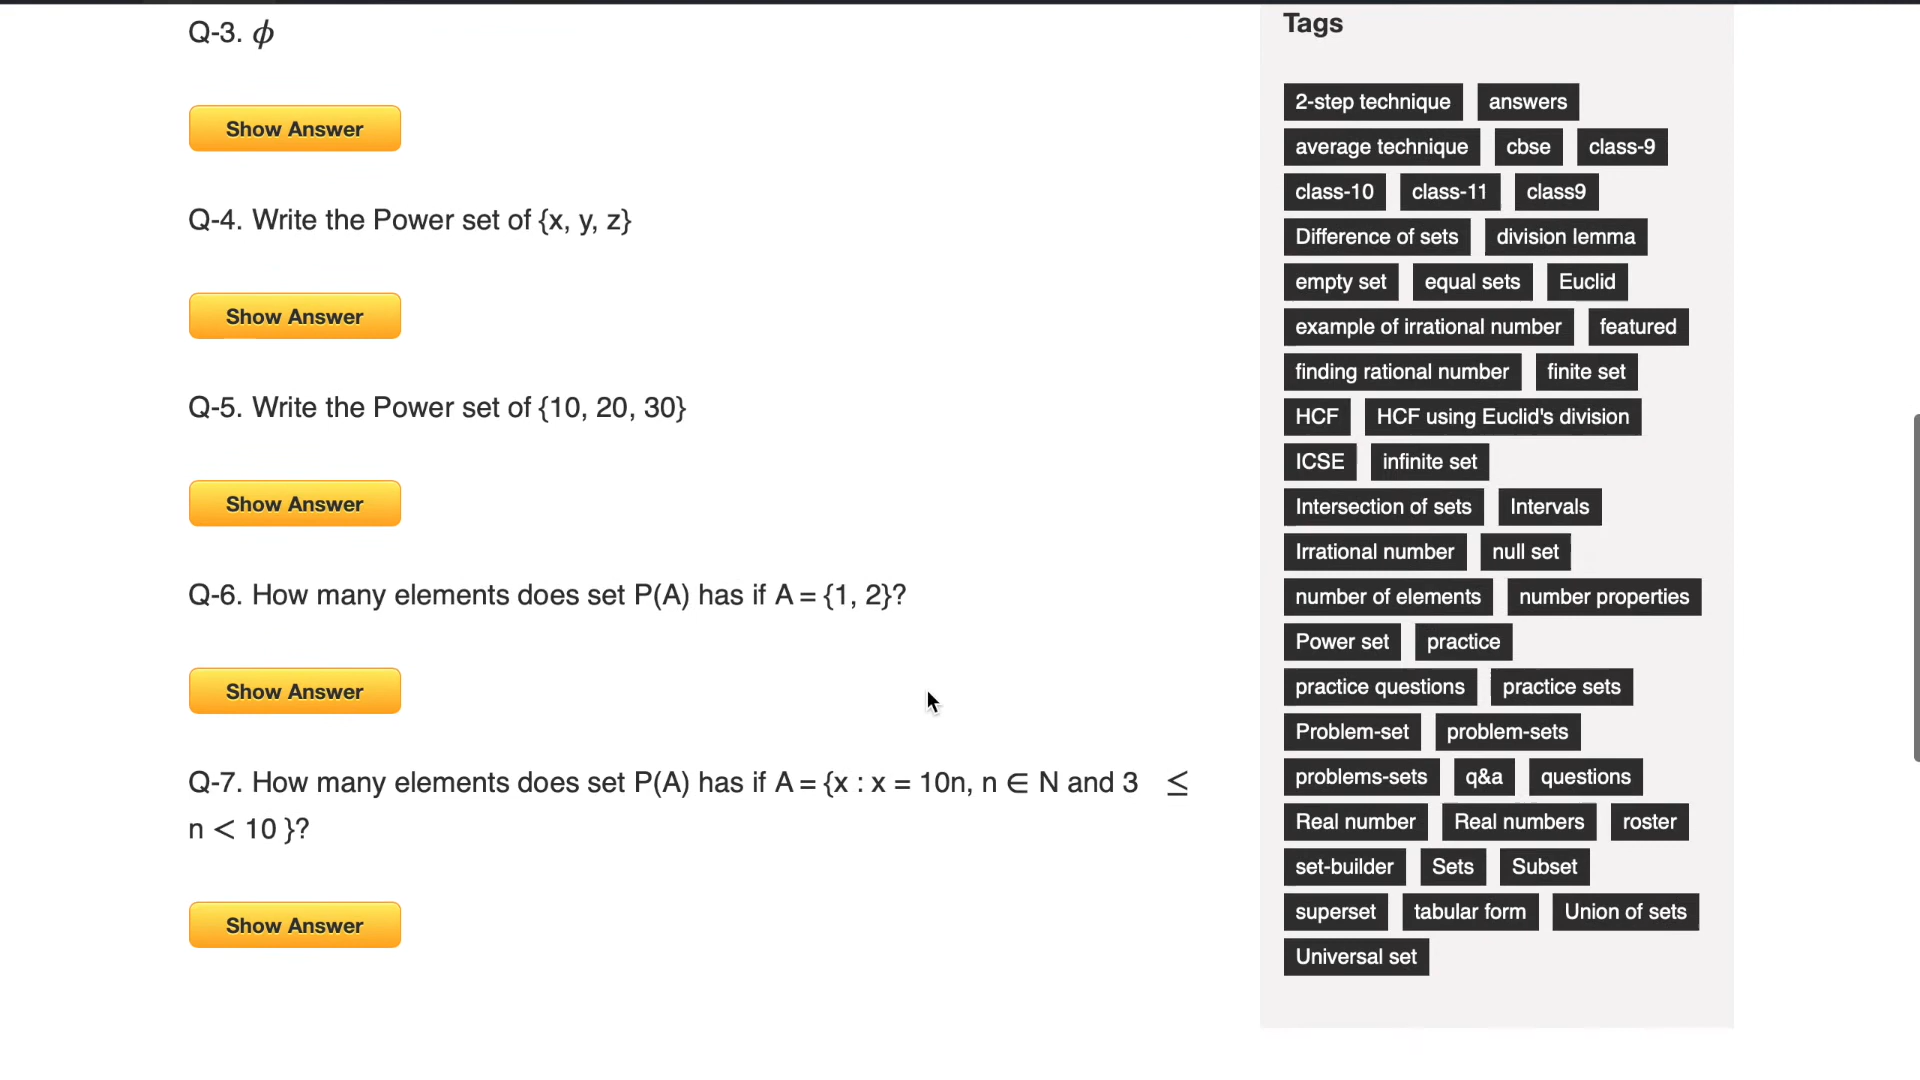 Q-3. ϕ
Show Answer
Q-4. Write the Power set of {x, y, z}
Show Answer
Q-5. Write the Power set of {10, 20, 30}
Show Answer
Q-6. How many elements does set P(A) has if A = {1, 2}?
Show Answer
Q-7. How many elements does set P(A) has if A = {x : x = 10n, n ∈ N and 3 ≤
n < 10 }?
Show Answer
Tags
2-step technique answers
average technique cbse class-9
class-10 class-11 class9
Difference of sets division lemma
empty set equal sets Euclid
example of irrational number featured
finding rational number finite set
HCF HCF using Euclid's division
ICSE infinite set
Intersection of sets Intervals
Irrational number null set
number of elements number properties
Power set practice
practice questions practice sets
Problem-set problem-sets
problems-sets q&a questions
Real number Real numbers roster
set-builder Sets Subset
superset tabular form Union of sets
Universal set